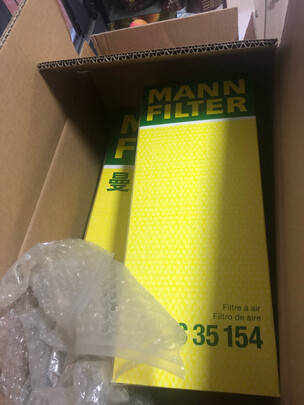 MANN
FILTER
曼
Filtre à air
Filtro de aire
35 154